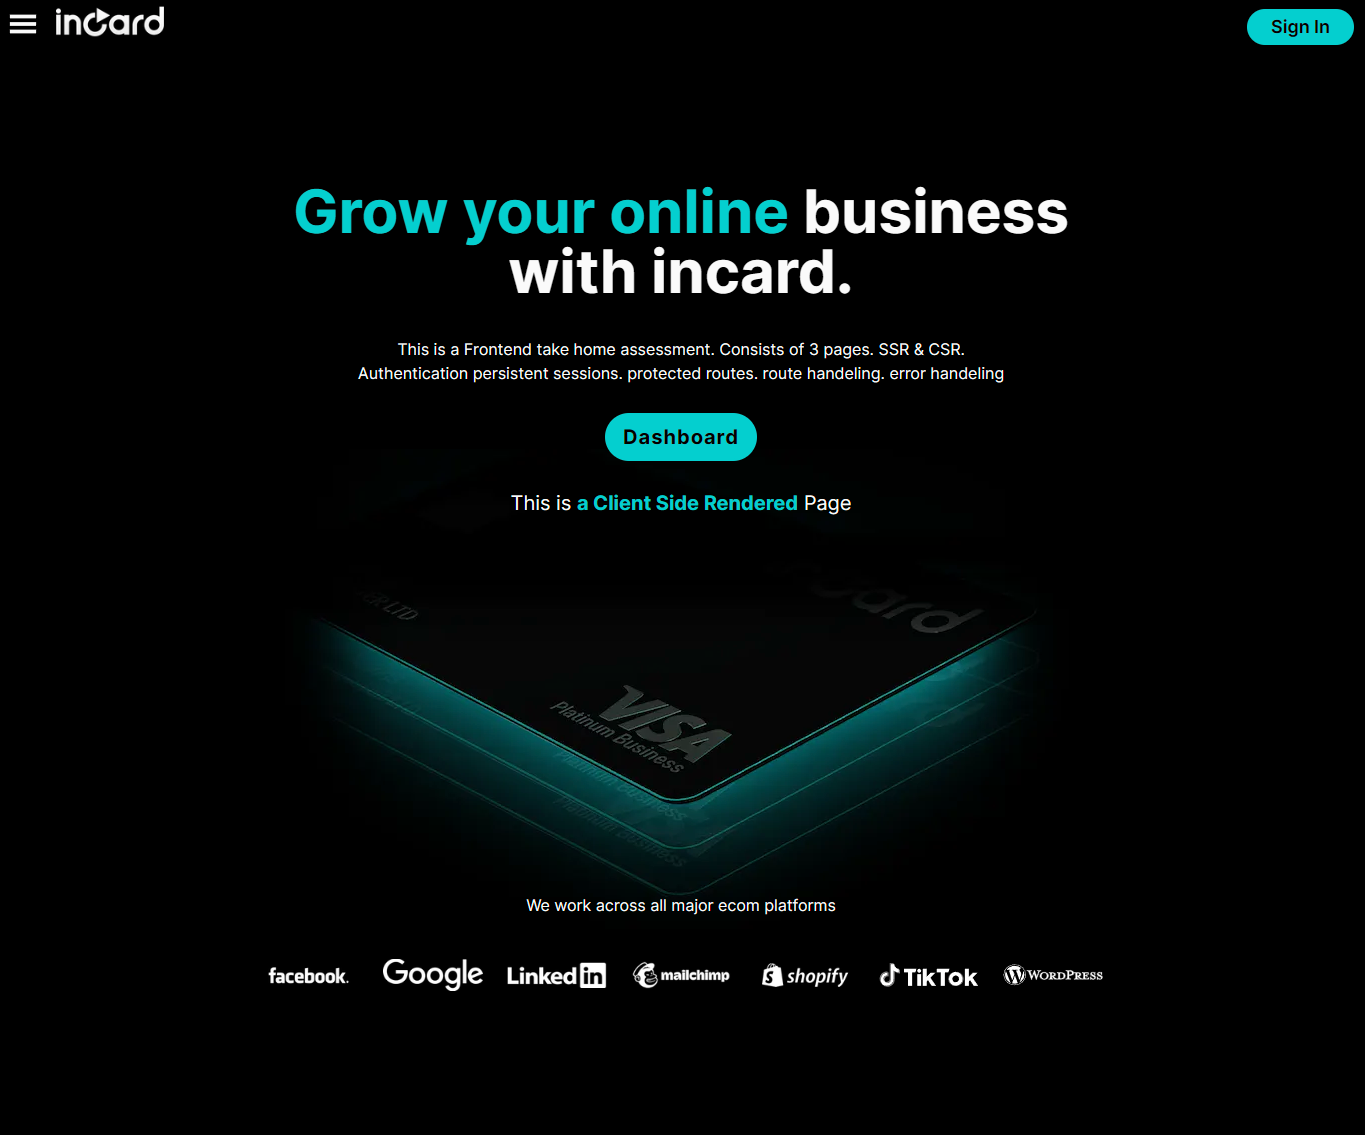 incard
Sign In
Grow your online business
with incard.
This is a Frontend take home assessment. Consists of 3 pages. SSR & CSR.
Authentication persistent sessions. protected routes. route handeling. error handeling
Dashboard
This is a Client Side Rendered Page
ER LTD
incard
VISA
Platinum Business
Platinum Business
Platinum Business
We work across all major ecom platforms
facebook.
Google
Linked in
mailchimp
shopify
TikTok
WORDPRESS